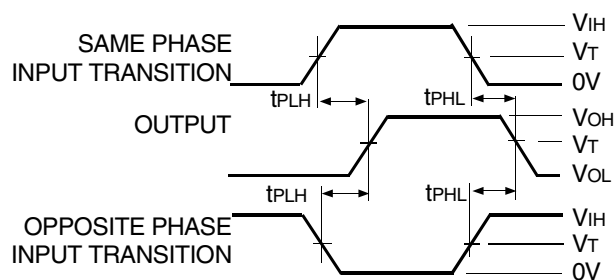 SAME PHASE
INPUT TRANSITION
VIH
VT
0V
tPLH
tPHL
OUTPUT
VOH
VT
VOL
tPLH
tPHL
OPPOSITE PHASE
INPUT TRANSITION
VIH
VT
0V